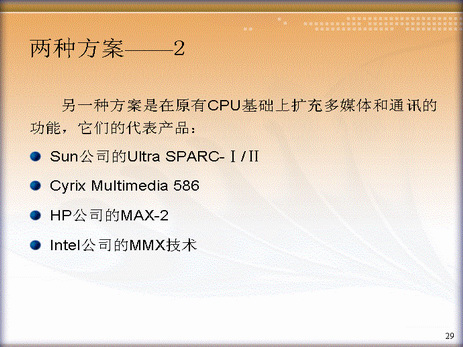 两种方案——2
另一种方案是在原有CPU基础上扩充多媒体和通讯的
功能，它们的代表产品：
Sun公司的Ultra SPARC-Ⅰ/Ⅱ
Cyrix Multimedia 586
HP公司的MAX-2
Intel公司的MMX技术
29